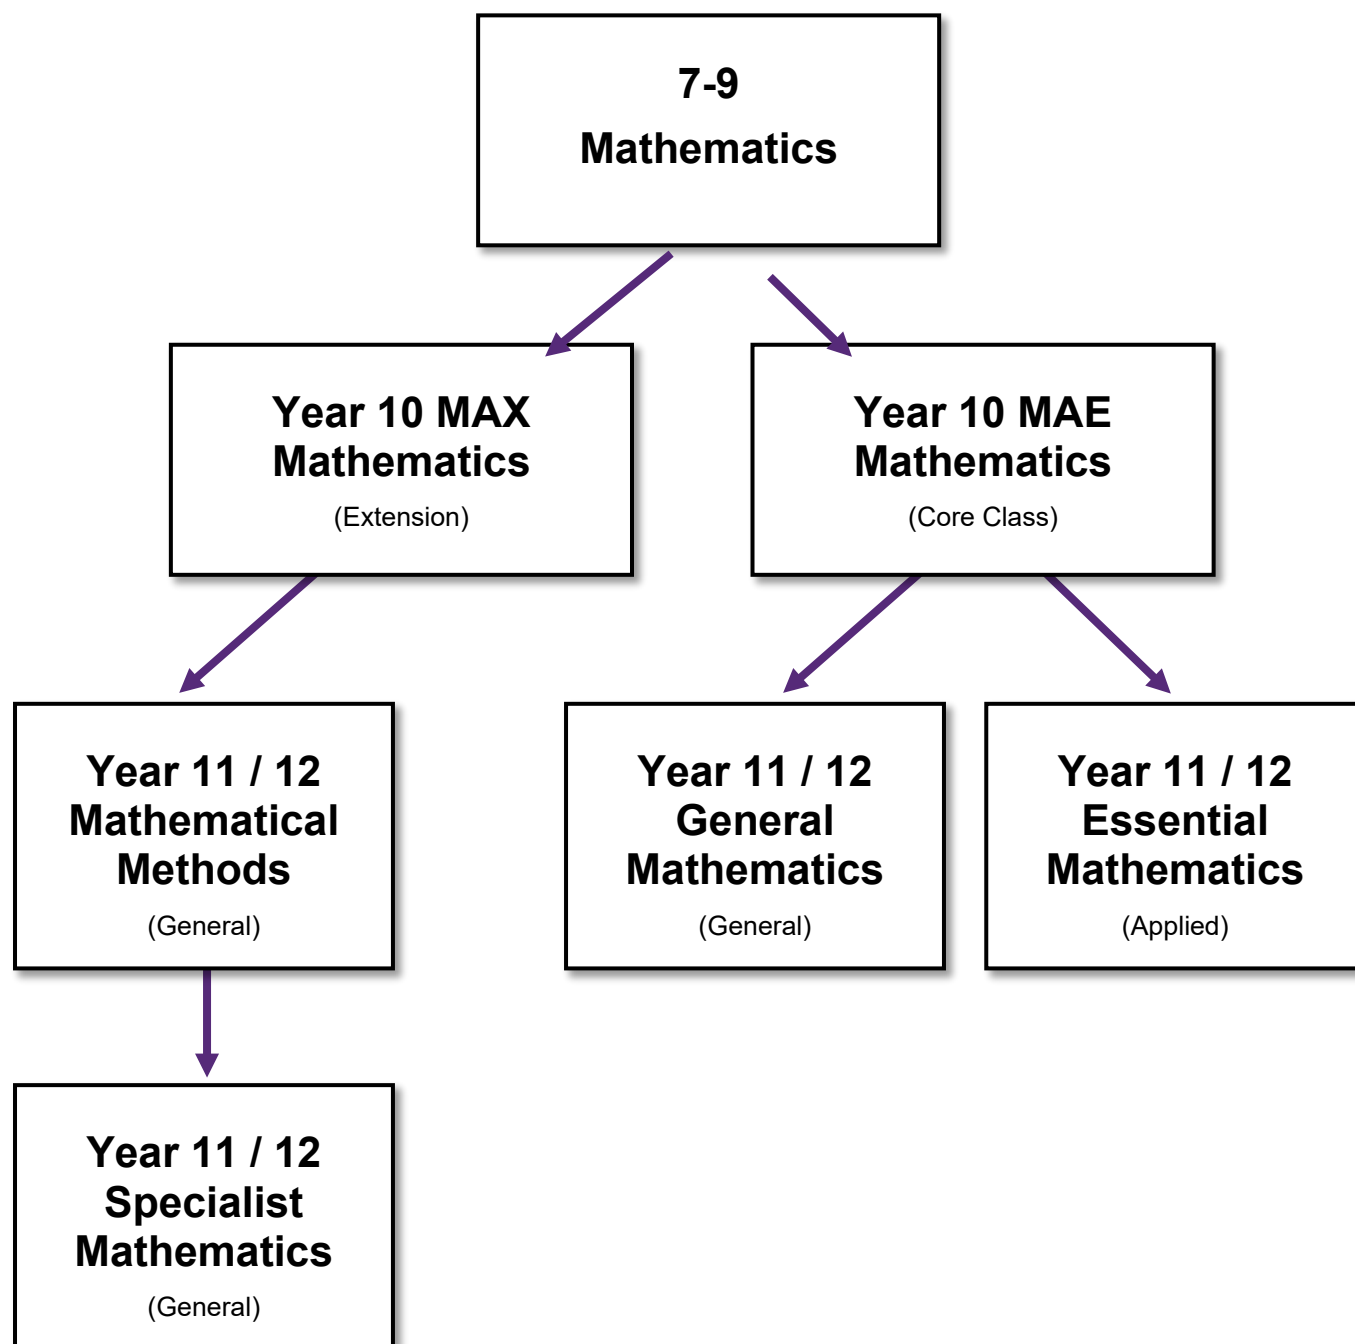 7-9
Mathematics
Year 10 MAX
Mathematics
(Extension)
Year 10 MAE
Mathematics
(Core Class)
Year 11 / 12
Mathematical
Methods
(General)
Year 11 / 12
General
Mathematics
(General)
Year 11 / 12
Essential
Mathematics
(Applied)
Year 11 / 12
Specialist
Mathematics
(General)